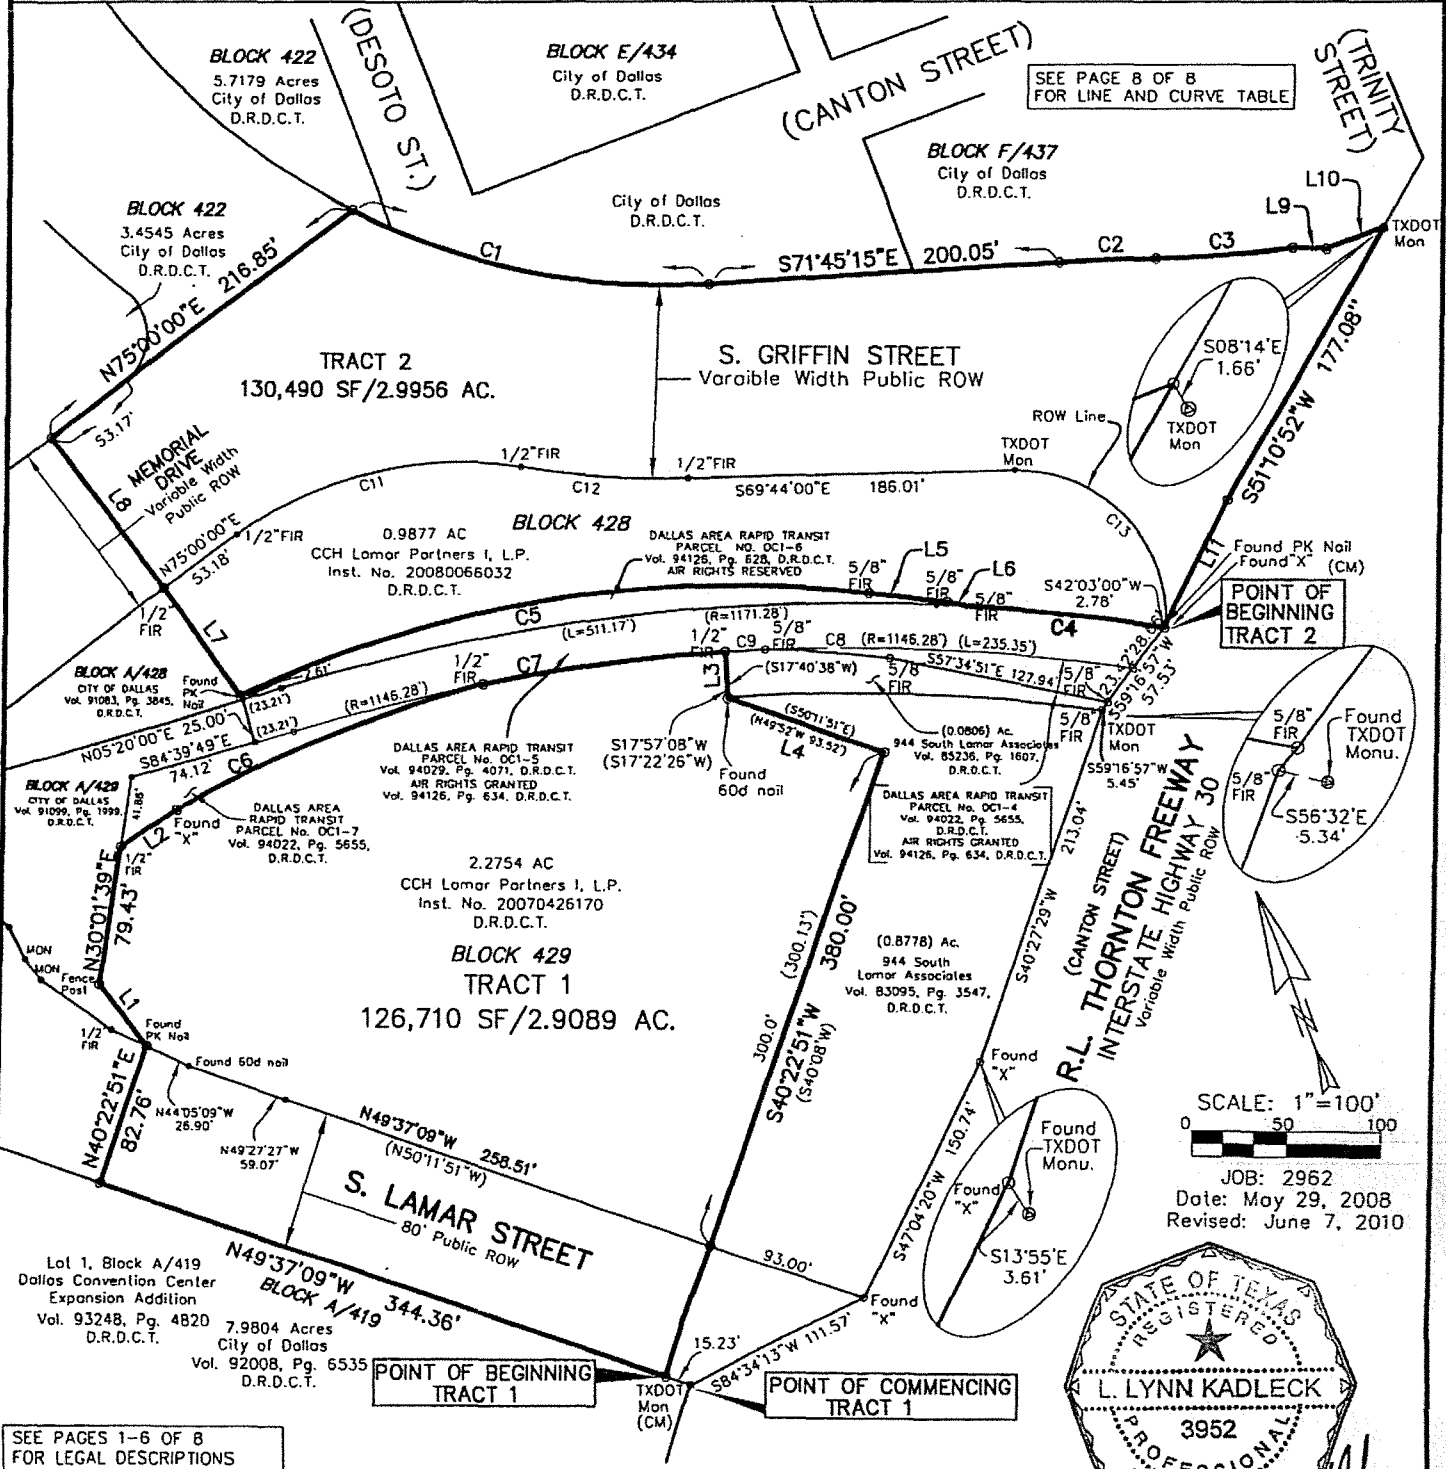 BLOCK 422
5.7179 Acres
City of Dallas
D.R.D.C.T.
(DESOTO ST.)
BLOCK E/434
City of Dallas
D.R.D.C.T.
(CANTON STREET)
SEE PAGE 8 OF 8
FOR LINE AND CURVE TABLE
(TRINITY
STREET)
BLOCK F/437
City of Dallas
D.R.D.C.T.
City of Dallas
D.R.D.C.T.
BLOCK 422
3.4545 Acres
City of Dallas
D.R.D.C.T.
N75°00'00"E 216.85'
C1
S71°45'15"E 200.05'
C2
C3
L9
L10
TXDOT
Mon
TRACT 2
130,490 SF/2.9956 AC.
S. GRIFFIN STREET
Varaible Width Public ROW
S08°14'E
1.66'
TXDOT
Mon
S51°10'52"W 177.08"
53.17'
L8
MEMORIAL
DRIVE
Variable Width
Public ROW
N75°00'00"E
53.18'
1/2"FIR
C11
1/2"FIR
C12
1/2"FIR
S69°44'00"E 186.01'
TXDOT
Mon
ROW Line
C13
L11
0.9877 AC
CCH Lamar Partners I, L.P.
Inst. No. 20080066032
D.R.D.C.T.
BLOCK 428
DALLAS AREA RAPID TRANSIT
PARCEL NO. OC1-6
Vol. 94126, Pg. 628, D.R.D.C.T.
AIR RIGHTS RESERVED
5/8"
FIR
L5
5/8"
FIR
L6
5/8"
FIR
C4
S42°03'00"W
2.78'
Found PK Nail
Found "X" (CM)
POINT OF
BEGINNING
TRACT 2
1/2"
FIR
L7
C5
(R=1171.28')
(L=511.17')
1/2"
FIR
C9
5/8"
FIR
C8
(R=1146.28') (L=235.35')
S57°34'51"E 127.94'
5/8"
FIR
5/8"
FIR
S59°16'57"W
57.53'
BLOCK A/428
CITY OF DALLAS
Vol. 91083, Pg. 3845,
D.R.D.C.T.
Found
PK
Nail
2.61'
(23.21')
(23.21')
(R=1146.28')
1/2"
FIR
C7
L3
(S17°40'38"W)
N05°20'00"E 25.00'
S84°39'49"E
74.12'
C6
S17°57'08"W
(S17°22'26"W)
(S50°11'51"E)
(N49°52'W 93.52')
L4
Found
60d nail
(0.0806) Ac.
944 South Lamar Associates
Vol. 85236, Pg. 1607,
D.R.D.C.T.
5/8"
FIR
TXDOT
Mon
S59°16'57"W
5.45'
5/8"
FIR
5/8"
FIR
Found
TXDOT
Monu.
S56°32'E
5.34'
BLOCK A/429
CITY OF DALLAS
Vol. 91099, Pg. 1999,
D.R.D.C.T.
41.86'
L2
Found
"X"
DALLAS AREA
RAPID TRANSIT
PARCEL No. OC1-7
Vol. 94022, Pg. 5655,
D.R.D.C.T.
DALLAS AREA RAPID TRANSIT
PARCEL NO. OC1-5
Vol. 94029, Pg. 4071, D.R.D.C.T.
AIR RIGHTS GRANTED
Vol. 94126, Pg. 634, D.R.D.C.T.
DALLAS AREA RAPID TRANSIT
PARCEL No. OC1-4
Vol. 94022, Pg. 5655,
D.R.D.C.T.
AIR RIGHTS GRANTED
Vol. 94126, Pg. 634, D.R.D.C.T.
213.04'
S40°27'29"W
(CANTON STREET)
R.L. THORNTON FREEWAY
INTERSTATE HIGHWAY 30
Variable Width Public ROW
1/2"
FIR
N30°01'39"E
79.43'
2.2754 AC
CCH Lamar Partners I, L.P.
Inst. No. 20070426170
D.R.D.C.T.
BLOCK 429
TRACT 1
126,710 SF/2.9089 AC.
(300.13')
380.00'
300.0'
S40°22'51"W
(S40°08'W)
(0.8778) Ac.
944 South
Lamar Associates
Vol. 83095, Pg. 3547,
D.R.D.C.T.
MON
MON
Fence
Post
L1
1/2"
FIR
Found
PK Nail
Found 60d nail
N40°22'51"E
82.76'
N44°05'09"W
26.90'
N49°27'27"W
59.07'
N49°37'09"W 258.51'
(N50°11'51"W)
S. LAMAR STREET
80' Public ROW
Found
"X"
S47°04'20"W 150.74'
Found
TXDOT
Monu.
Found
"X"
S13°55'E
3.61'
SCALE: 1"=100'
0 50 100
JOB: 2962
Date: May 29, 2008
Revised: June 7, 2010
N49°37'09"W 344.36'
BLOCK A/419
93.00'
Found
"X"
Lot 1, Block A/419
Dallas Convention Center
Expansion Addition
Vol. 93248, Pg. 4820
D.R.D.C.T.
7.9804 Acres
City of Dallas
Vol. 92008, Pg. 6535
D.R.D.C.T.
15.23'
S84°34'13"W 111.57'
POINT OF BEGINNING
TRACT 1
TXDOT
Mon
(CM)
POINT OF COMMENCING
TRACT 1
STATE OF TEXAS
REGISTERED
L. LYNN KADLECK
3952
PROFESSIONAL
SEE PAGES 1-6 OF 8
FOR LEGAL DESCRIPTIONS